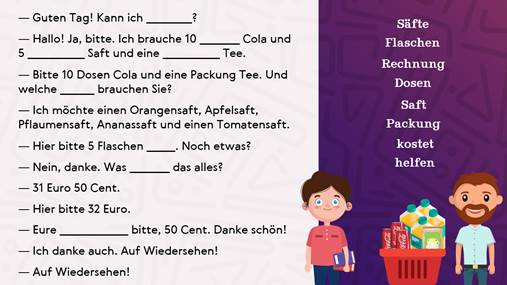 — Guten Tag! Kann ich ________?
— Hallo! Ja, bitte. Ich brauche 10 _______ Cola und
5 __________ Saft und eine __________ Tee.
— Bitte 10 Dosen Cola und eine Packung Tee. Und
welche ______ brauchen Sie?
— Ich möchte einen Orangensaft, Apfelsaft,
Pflaumensaft, Ananassaft und einen Tomatensaft.
— Hier bitte 5 Flaschen _____. Noch etwas?
— Nein, danke. Was _______ das alles?
— 31 Euro 50 Cent.
— Hier bitte 32 Euro.
— Eure ____________ bitte, 50 Cent. Danke schön!
— Ich danke auch. Auf Wiedersehen!
— Auf Wiedersehen!
Säfte
Flaschen
Rechnung
Dosen
Saft
Packung
kostet
helfen